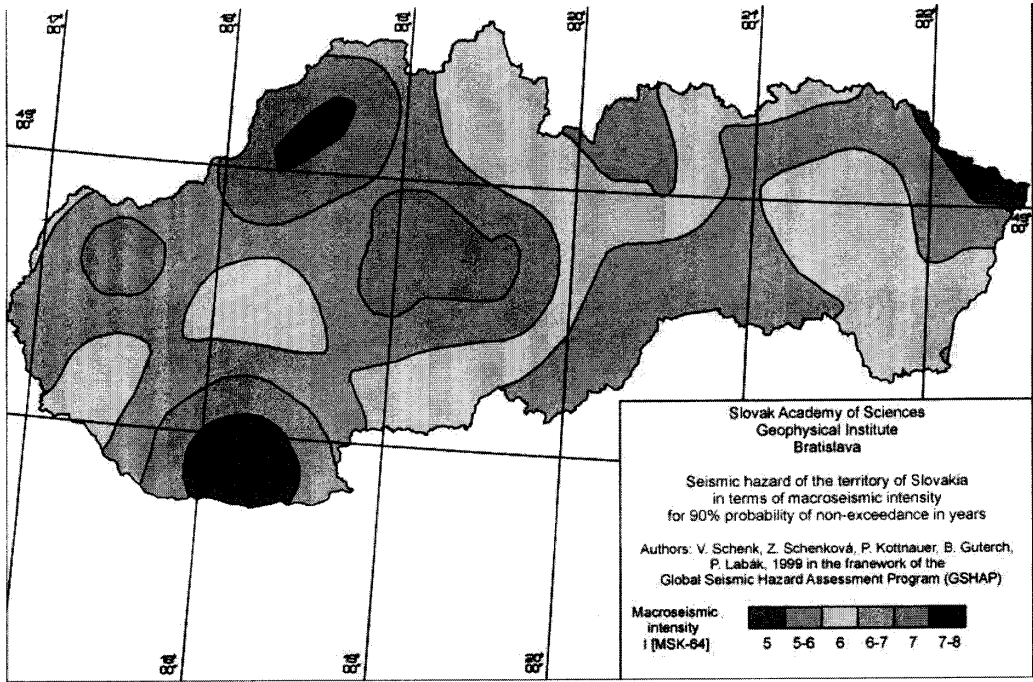 Slovak Academy of Sciences
Geophysical Institute
Bratislava
Seismic hazard of the territory of Slovakia
in terms of macroseismic intensity
for 90% probability of non-exceedance in years
Authors: V. Schenk, Z. Schenková, P. Kottnauer, B. Guterch,
P. Labák, 1999 in the franework of the
Global Seismic Hazard Assessment Program (GSHAP)
Macroseismic
intensity
I [MSK-64]
5 5-6 6 6-7 7 7-8